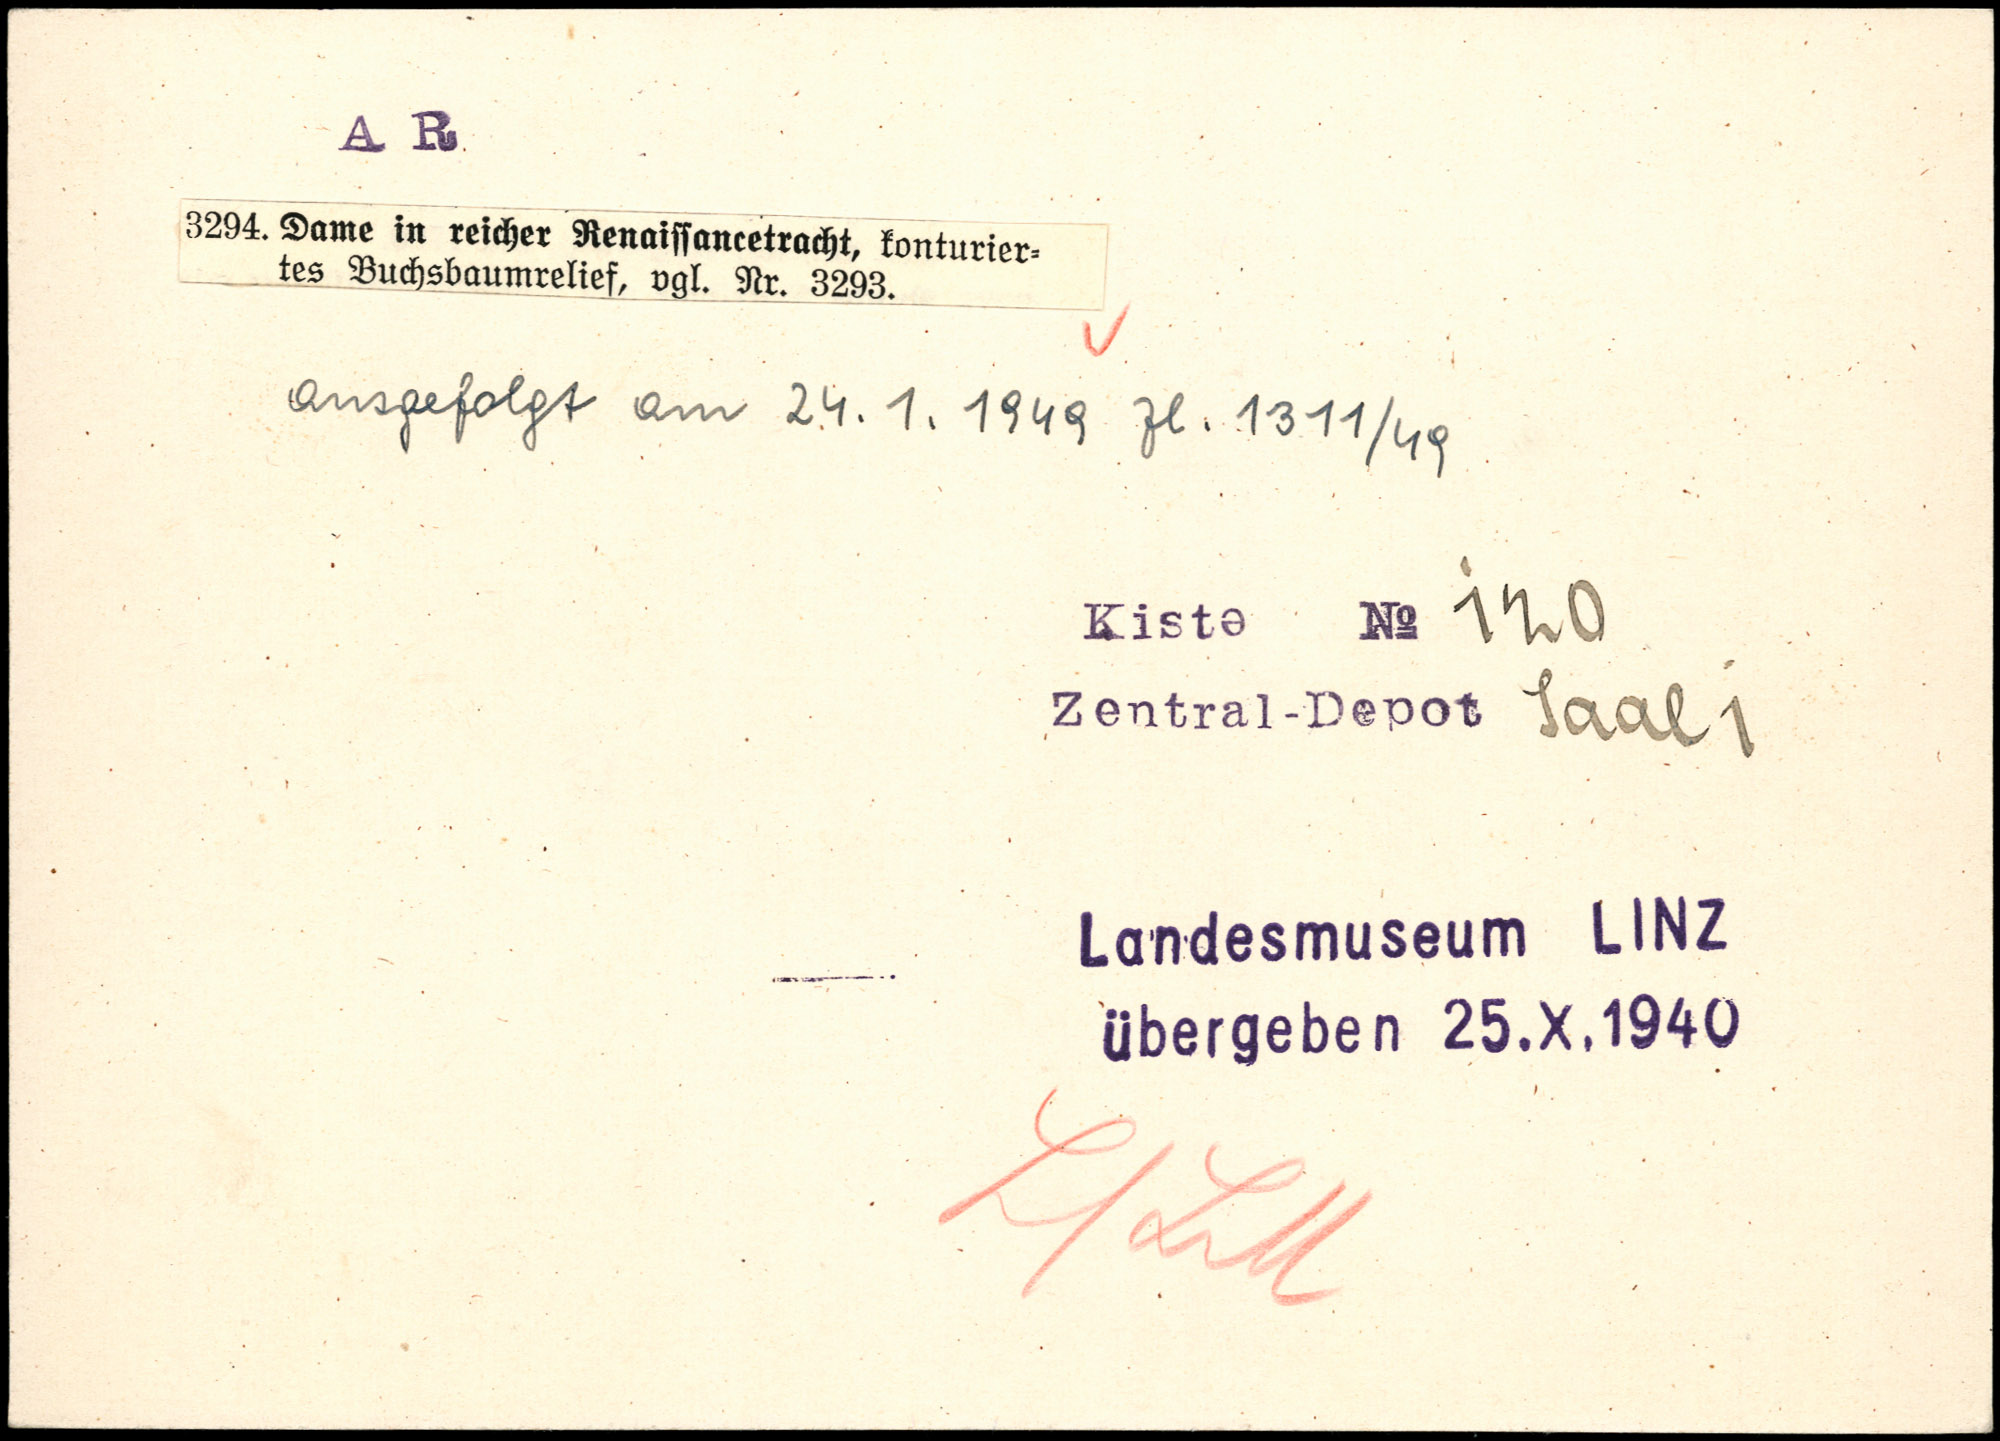 A R
3294. Dame in reicher Renaissancetracht, konturier=
tes Buchsbaumrelief, vgl. Nr. 3293.
ausgefolgt am 24. 1. 1949 Zl. 1311/49
Kiste № 120
Zentral-Depot Saal 1
Landesmuseum LINZ
übergeben 25.X.1940